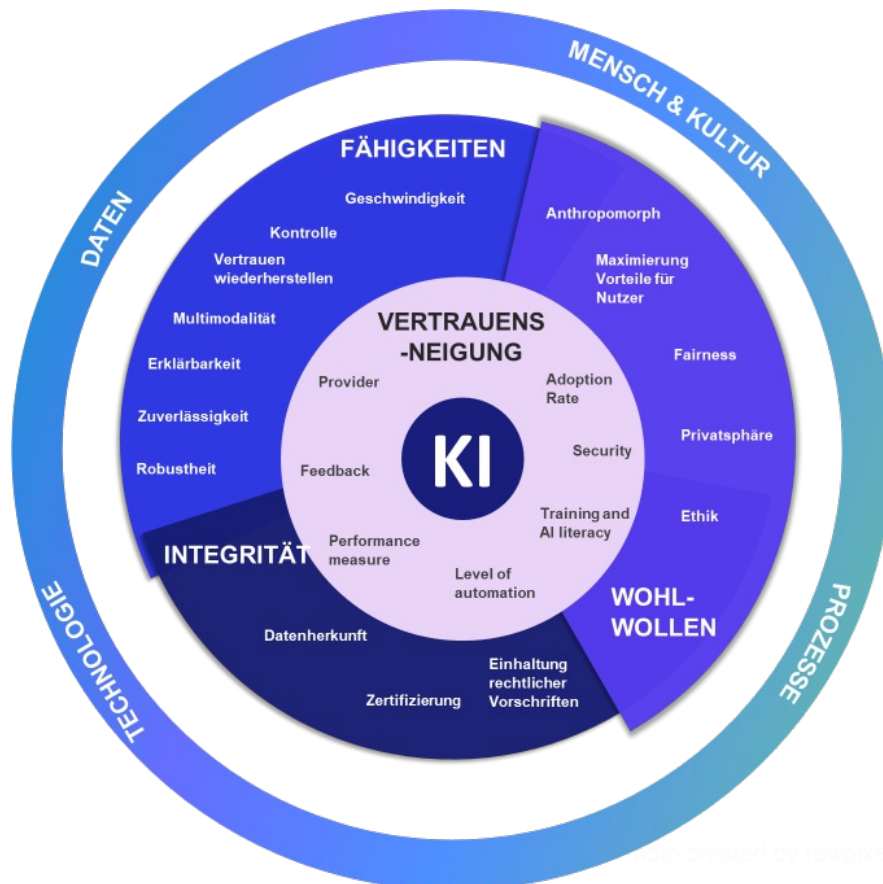 MENSCH & KULTUR
DATEN
TECHNOLOGIE
PROZESSE
FÄHIGKEITEN
Geschwindigkeit
Kontrolle
Vertrauen
wiederherstellen
Multimodalität
Erklärbarkeit
Zuverlässigkeit
Robustheit
Anthropomorph
Maximierung
Vorteile für
Nutzer
Fairness
Privatsphäre
Ethik
WOHL-
WOLLEN
INTEGRITÄT
Datenherkunft
Zertifizierung
Einhaltung
rechtlicher
Vorschriften
VERTRAUENS
-NEIGUNG
Provider
Adoption
Rate
Feedback
Security
Performance
measure
Training and
AI literacy
Level of
automation
KI
created by